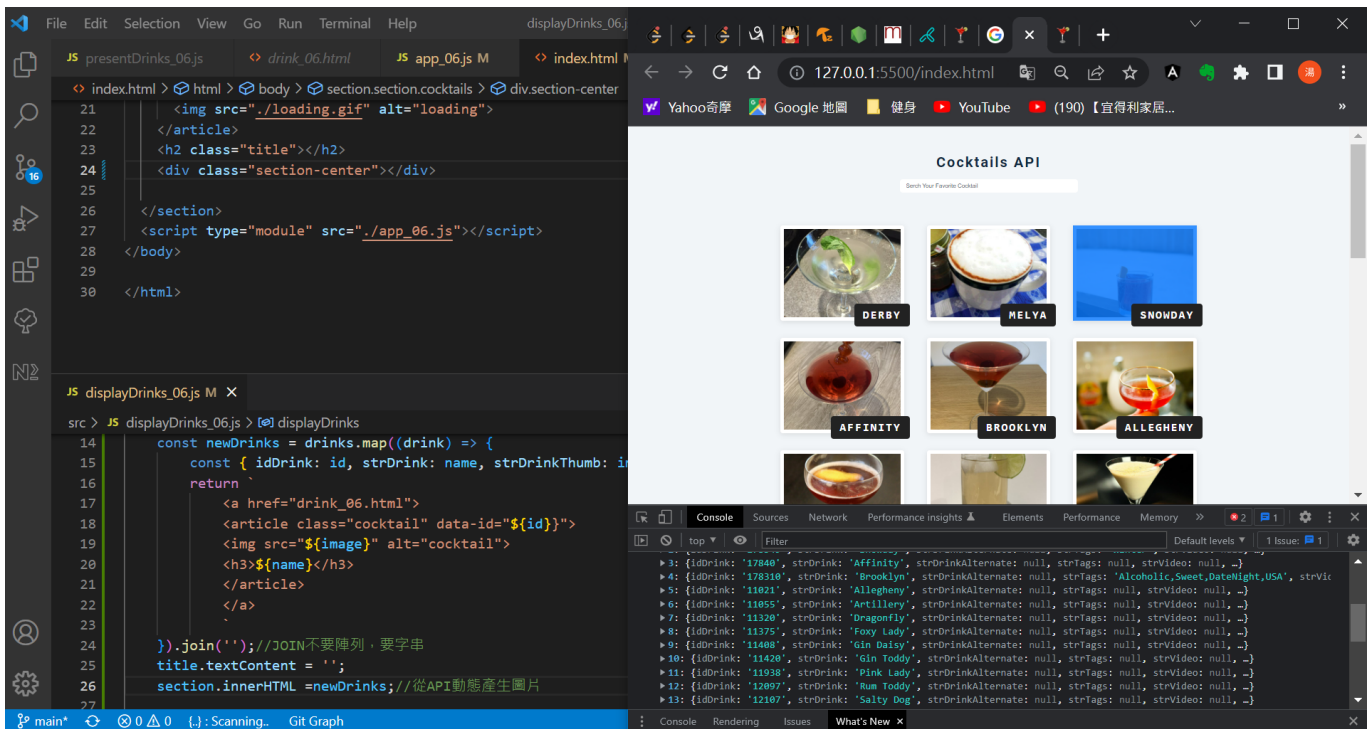 File Edit Selection View Go Run Terminal Help displayDrinks_06.j
JS presentDrinks_06.js <> drink_06.html JS app_06.js M <> index.html M
<> index.html > html > body > section.section.cocktails > div.section-center
21 <img src="./loading.gif" alt="loading">
22 </article>
23 <h2 class="title"></h2>
24 <div class="section-center"></div>
25
26 </section>
27 <script type="module" src="./app_06.js"></script>
28 </body>
29
30 </html>
16
JS displayDrinks_06.js M ×
src > JS displayDrinks_06.js > displayDrinks
14 const newDrinks = drinks.map((drink) => {
15 const { idDrink: id, strDrink: name, strDrinkThumb: i
16 return `
17 <a href="drink_06.html">
18 <article class="cocktail" data-id="${id}}">
19 <img src="${image}" alt="cocktail">
20 <h3>${name}</h3>
21 </article>
22 </a>
23 `
24 }).join('');//JOIN不要陣列,要字串
25 title.textContent = '';
26 section.innerHTML =newDrinks;//從API動態產生圖片
27
main* 0 0 {..} : Scanning.. Git Graph
127.0.0.1:5500/index.html
湯
Yahoo奇摩 Google 地圖 健身 YouTube (190)【宜得利家居... »
Cocktails API
Serch Your Favorite Cocktail
DERBY MELYA SNOWDAY
AFFINITY BROOKLYN ALLEGHENY
Console Sources Network Performance insights Elements Performance Memory » 2 1
top ▼ Filter Default levels ▼ 1 Issue: 1
▶3: {idDrink: '17840', strDrink: 'Affinity', strDrinkAlternate: null, strTags: null, strVideo: null, …}
▶4: {idDrink: '178310', strDrink: 'Brooklyn', strDrinkAlternate: null, strTags: 'Alcoholic,Sweet,DateNight,USA', strVic
▶5: {idDrink: '11021', strDrink: 'Allegheny', strDrinkAlternate: null, strTags: null, strVideo: null, …}
▶6: {idDrink: '11055', strDrink: 'Artillery', strDrinkAlternate: null, strTags: null, strVideo: null, …}
▶7: {idDrink: '11320', strDrink: 'Dragonfly', strDrinkAlternate: null, strTags: null, strVideo: null, …}
▶8: {idDrink: '11375', strDrink: 'Foxy Lady', strDrinkAlternate: null, strTags: null, strVideo: null, …}
▶9: {idDrink: '11408', strDrink: 'Gin Daisy', strDrinkAlternate: null, strTags: null, strVideo: null, …}
▶10: {idDrink: '11420', strDrink: 'Gin Toddy', strDrinkAlternate: null, strTags: null, strVideo: null, …}
▶11: {idDrink: '11938', strDrink: 'Pink Lady', strDrinkAlternate: null, strTags: null, strVideo: null, …}
▶12: {idDrink: '12097', strDrink: 'Rum Toddy', strDrinkAlternate: null, strTags: null, strVideo: null, …}
▶13: {idDrink: '12107', strDrink: 'Salty Dog', strDrinkAlternate: null, strTags: null, strVideo: null, …}
Console Rendering Issues What's New ×